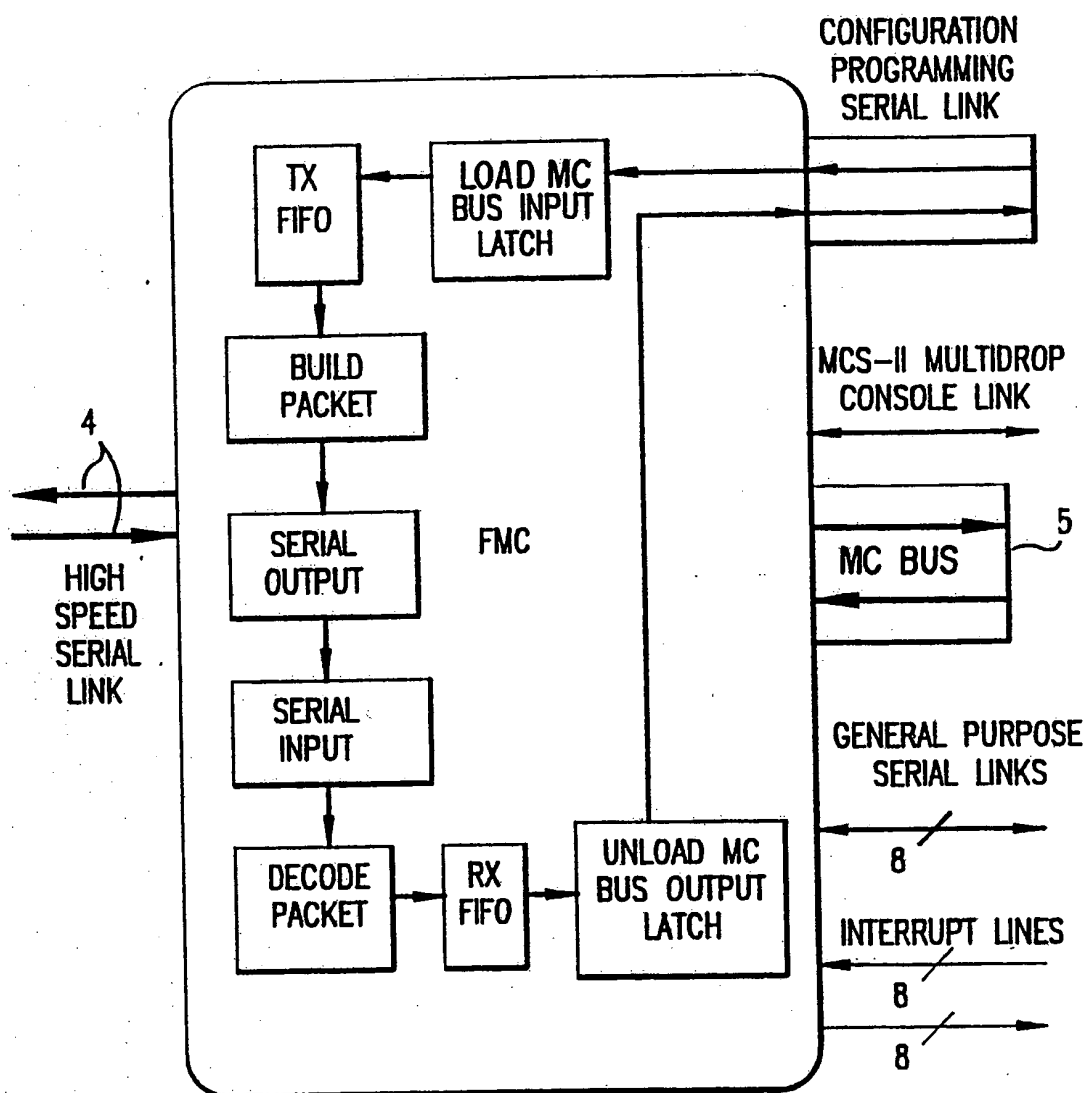 CONFIGURATION
PROGRAMMING
SERIAL LINK
TX
FIFO
LOAD MC
BUS INPUT
LATCH
BUILD
PACKET
MCS-II MULTIDROP
CONSOLE LINK
4
SERIAL
OUTPUT
FMC
5
MC BUS
HIGH
SPEED
SERIAL
LINK
SERIAL
INPUT
GENERAL PURPOSE
SERIAL LINKS
8
DECODE
PACKET
RX
FIFO
UNLOAD MC
BUS OUTPUT
LATCH
INTERRUPT LINES
8
8